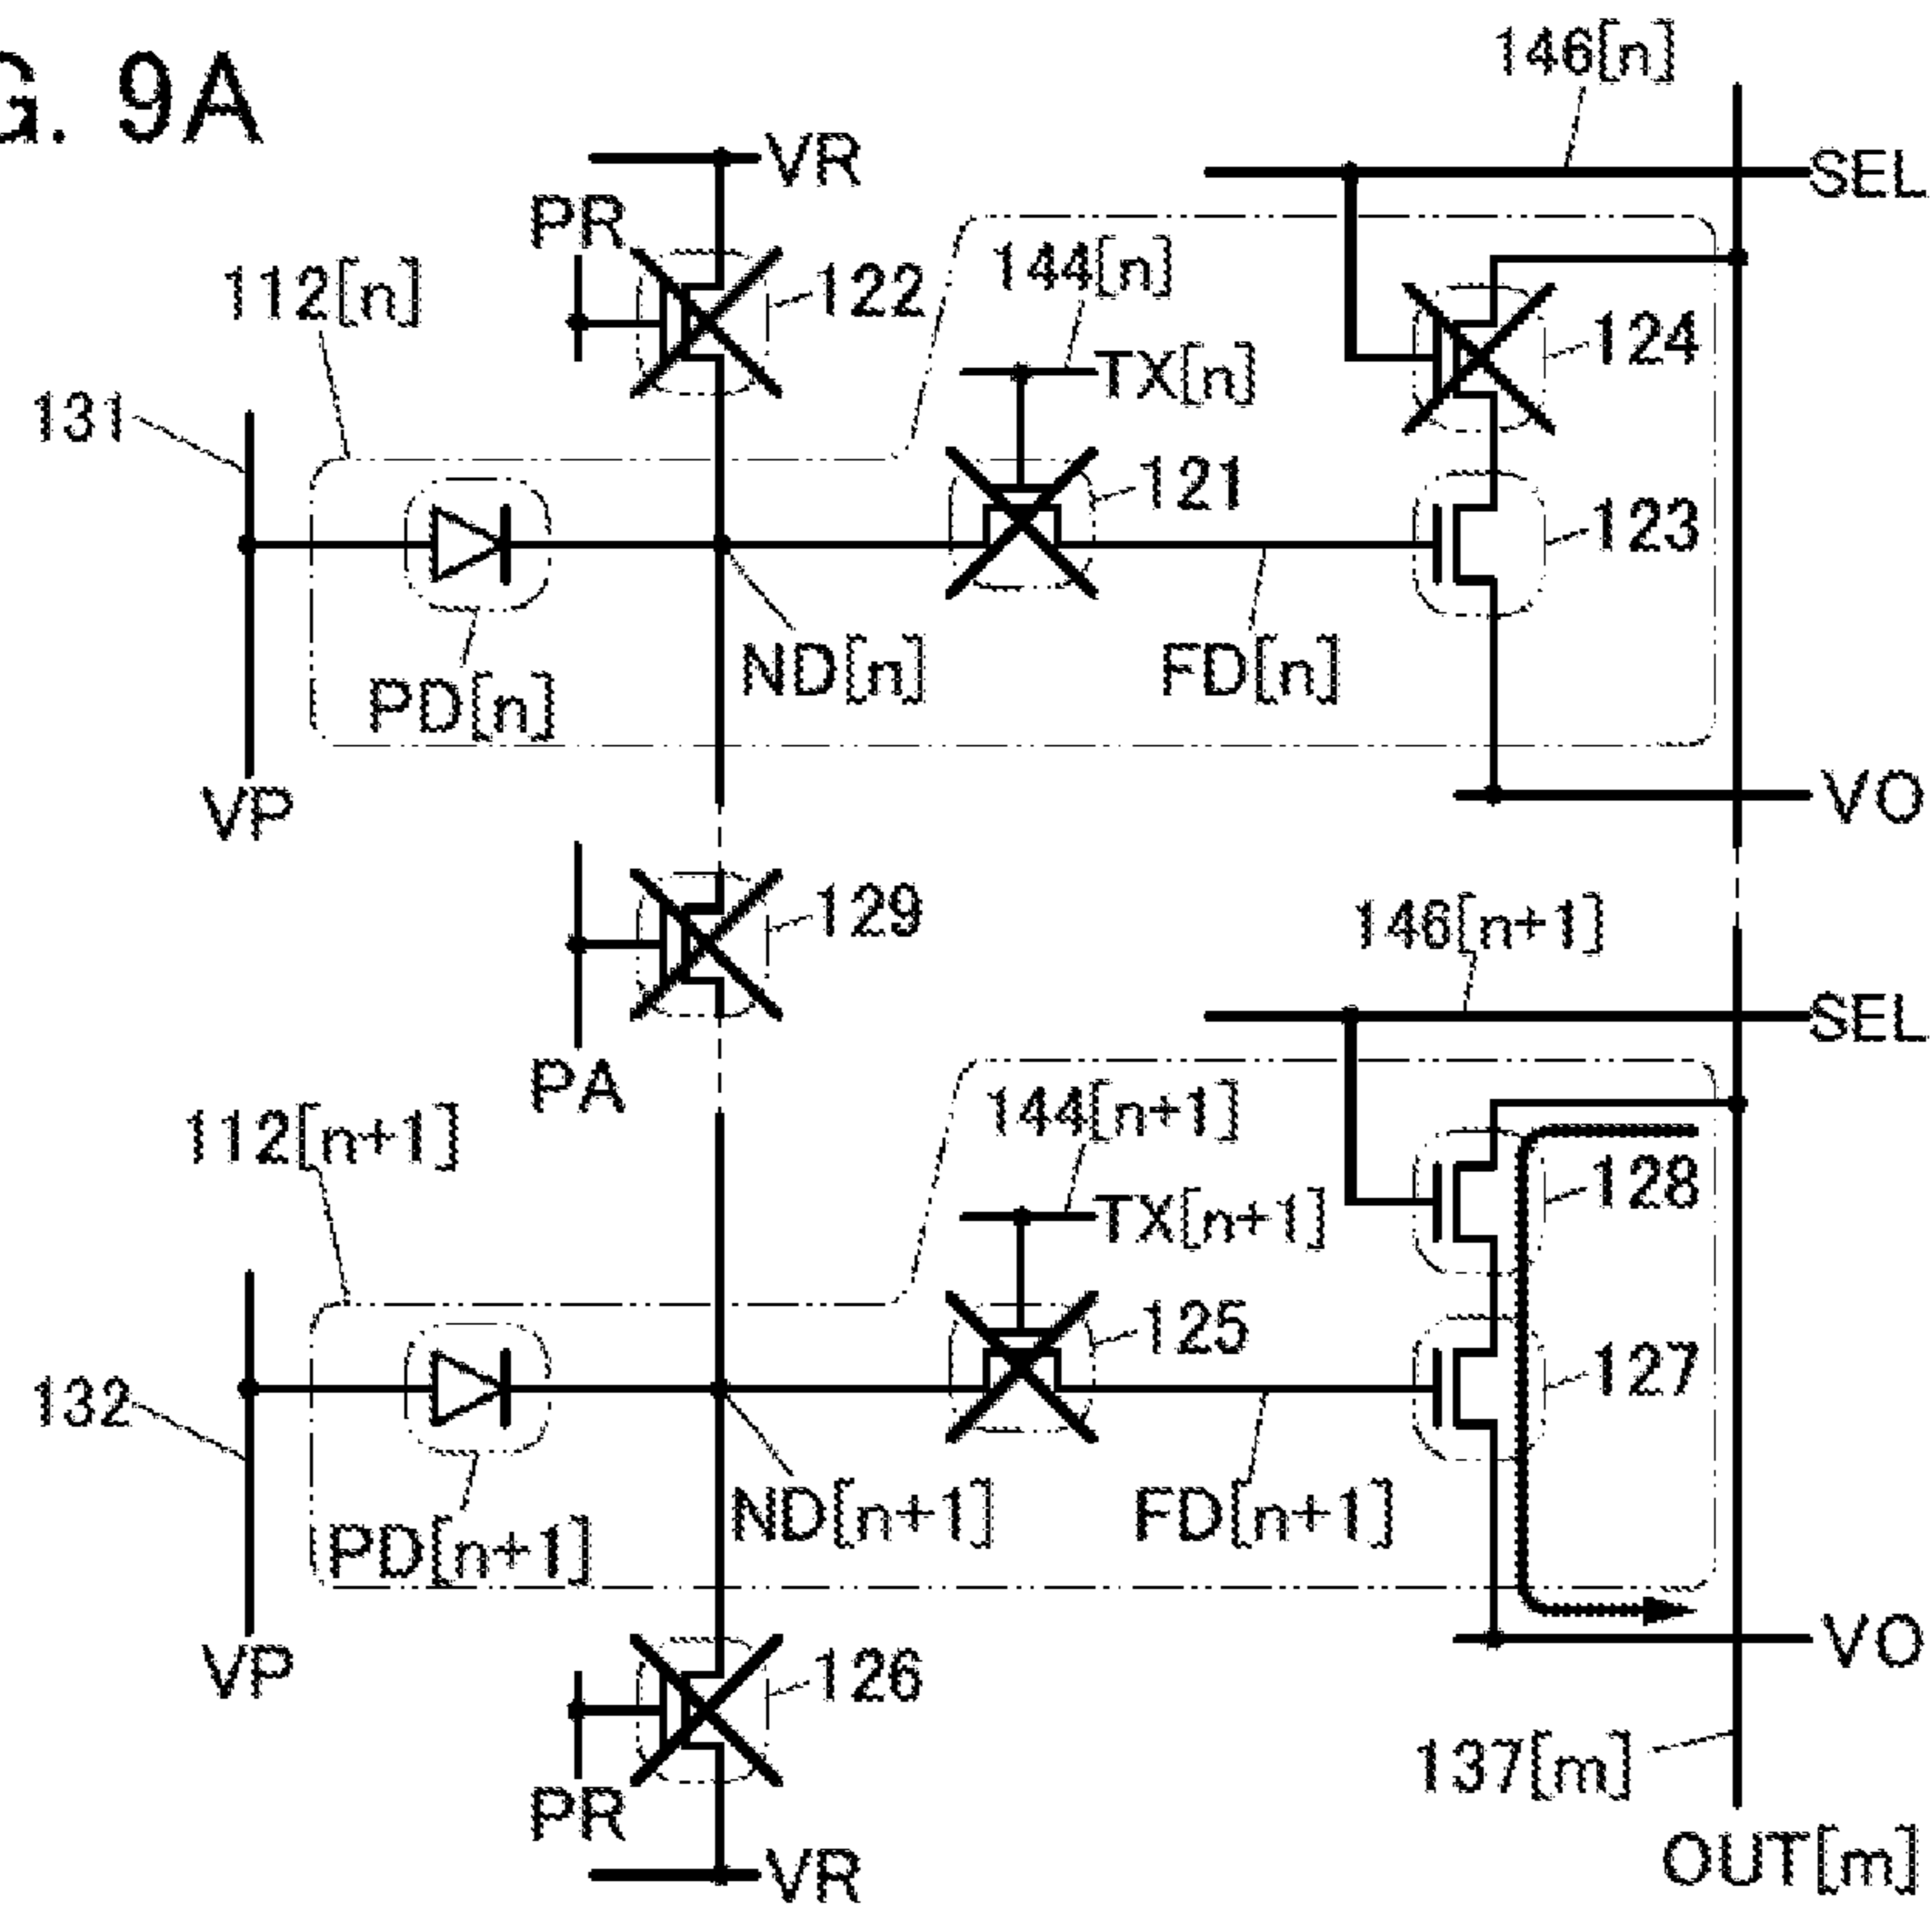 G. 9A
146[n]
VR
SEL
PR
144[n]
112[n]
122
124
TX[n]
131
121
123
ND[n]
FD[n]
PD[n]
VP
VO
129
146[n+1]
SEL
PA
144[n+1]
112[n+1]
128
TX[n+1]
125
127
132
ND[n+1]
FD[n+1]
PD[n+1]
VP
126
VO
137[m]
PR
VR
OUT[m]